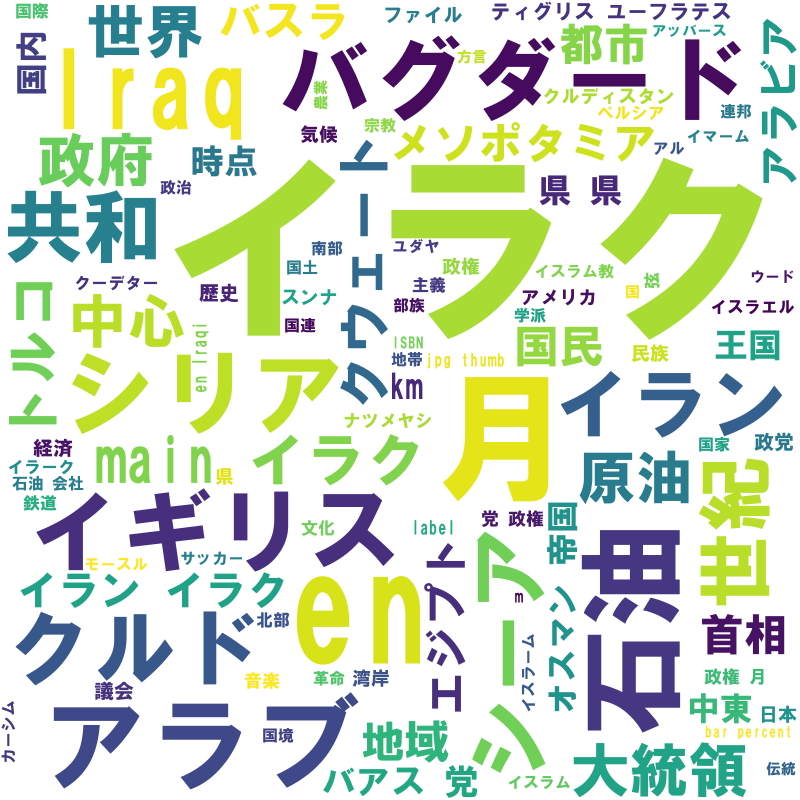 国際
世界
バスラ
ファイル
ティグリス ユーフラテス
アッバース
国内
Iraq
バグダード
方言
都市
アラビア
農業
クルディスタン
ペルシア
連邦
政府
時点
気候
宗教
メソポタミア
アル
イマーム
政治
クウェート
イラク
県 県
共和
南部
ユダヤ
国土
政権
イスラム教
ウード
クーデター
歴史
スンナ
主義
部族
アメリカ
国
弦
イスラエル
トルコ
中心
国連
学派
en Iraqi
ISBN
国民
民族
王国
シリア
地帯
jpg thumb
km
月
イラン
ナツメヤシ
経済
イラーク
石油 会社
鉄道
main
県
イラク
原油
国家
政党
世紀
イギリス
文化
label
党 政権
帝国
石油
モースル
サッカー
イラン イラク
en
エジプト
シーア
m
オスマン
首相
クルド
北部
イスラーム
議会
音楽
革命
湾岸
政権 月
カーシム
アラブ
国境
地域
中東
日本
bar percent
バアス 党
イスラム
大統領
伝統